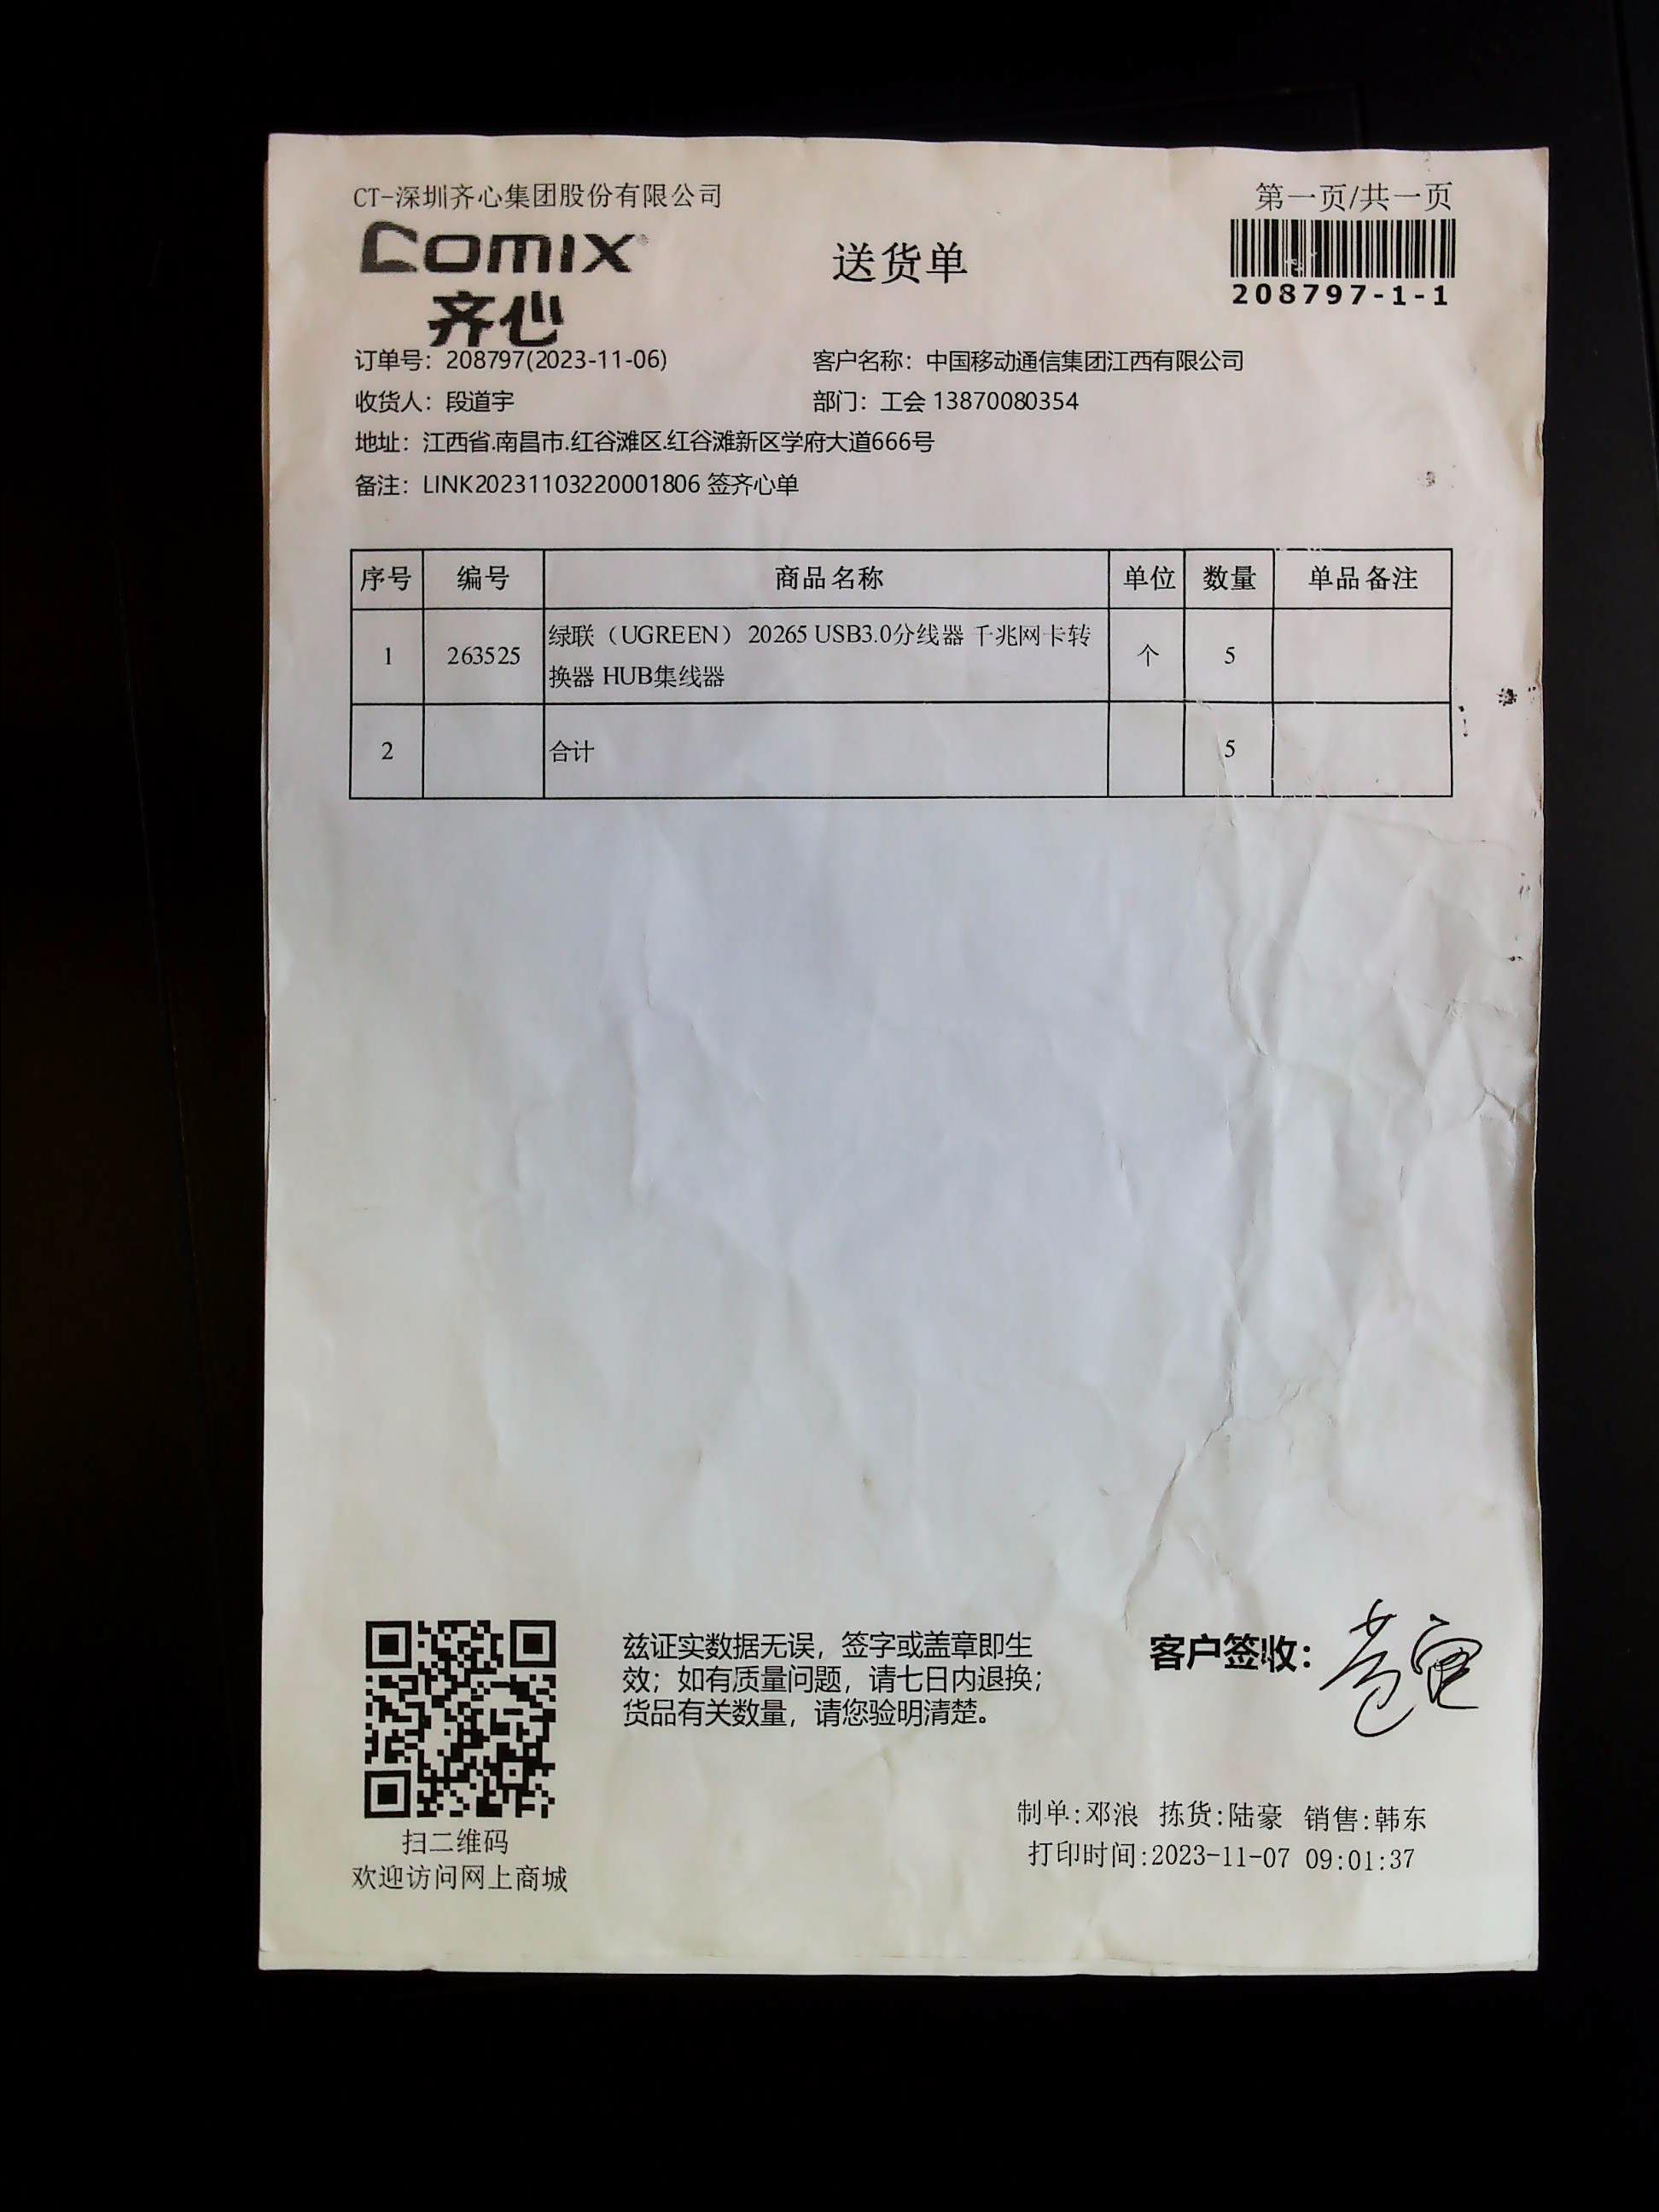 CT-深圳齐心集团股份有限公司
第一页/共一页
COMIX
齐心
送货单
208797-1-1
订单号：208797(2023-11-06)
客户名称：中国移动通信集团江西有限公司
收货人：段道宇
部门：工会 13870080354
地址：江西省.南昌市.红谷滩区.红谷滩新区学府大道666号
备注：LINK20231103220001806 签齐心单
序号 编号 商品名称 单位 数量 单品备注
1 263525 绿联（UGREEN） 20265 USB3.0分线器 千兆网卡转 个 5
换器 HUB集线器
2 合计 5
兹证实数据无误，签字或盖章即生
效；如有质量问题，请七日内退换；
货品有关数量，请您验明清楚。
客户签收：
扫二维码
欢迎访问网上商城
制单:邓浪 拣货:陆豪 销售:韩东
打印时间:2023-11-07 09:01:37